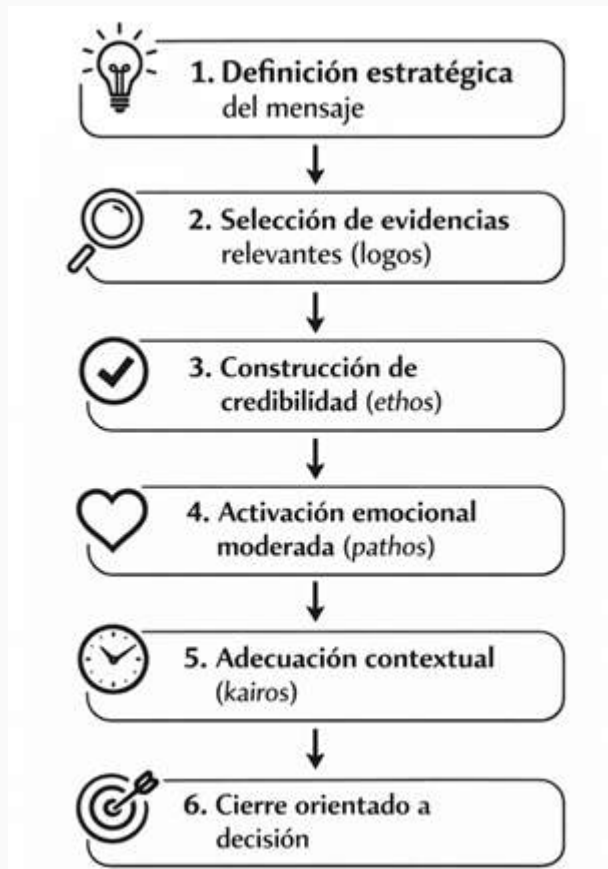 1. Definición estratégica
del mensaje
2. Selección de evidencias
relevantes (logos)
3. Construcción de
credibilidad (ethos)
4. Activación emocional
moderada (pathos)
5. Adecuación contextual
(kairos)
6. Cierre orientado a
decisión